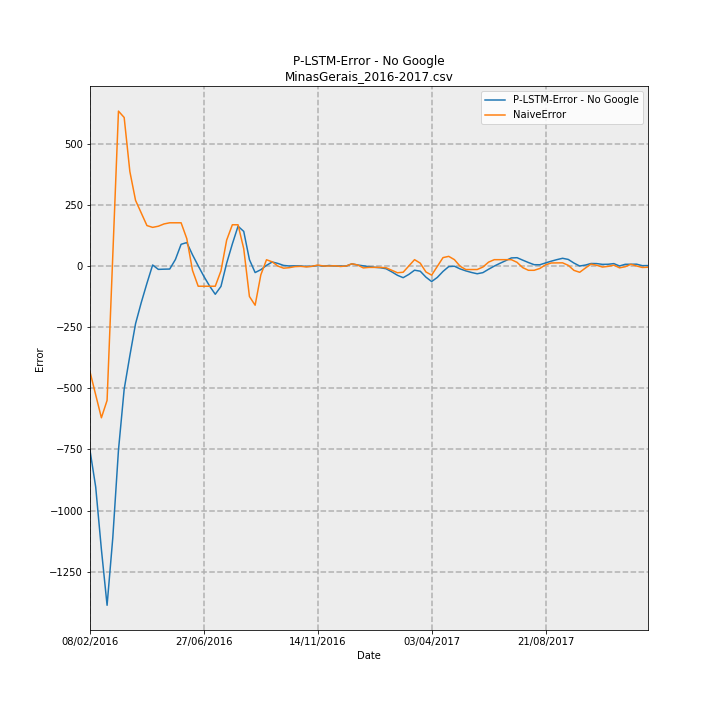 P-LSTM-Error - No Google
MinasGerais_2016-2017.csv
P-LSTM-Error - No Google
NaiveError
500
250
0
−250
−500
−750
−1000
−1250
Error
08/02/2016
27/06/2016
14/11/2016
03/04/2017
21/08/2017
Date